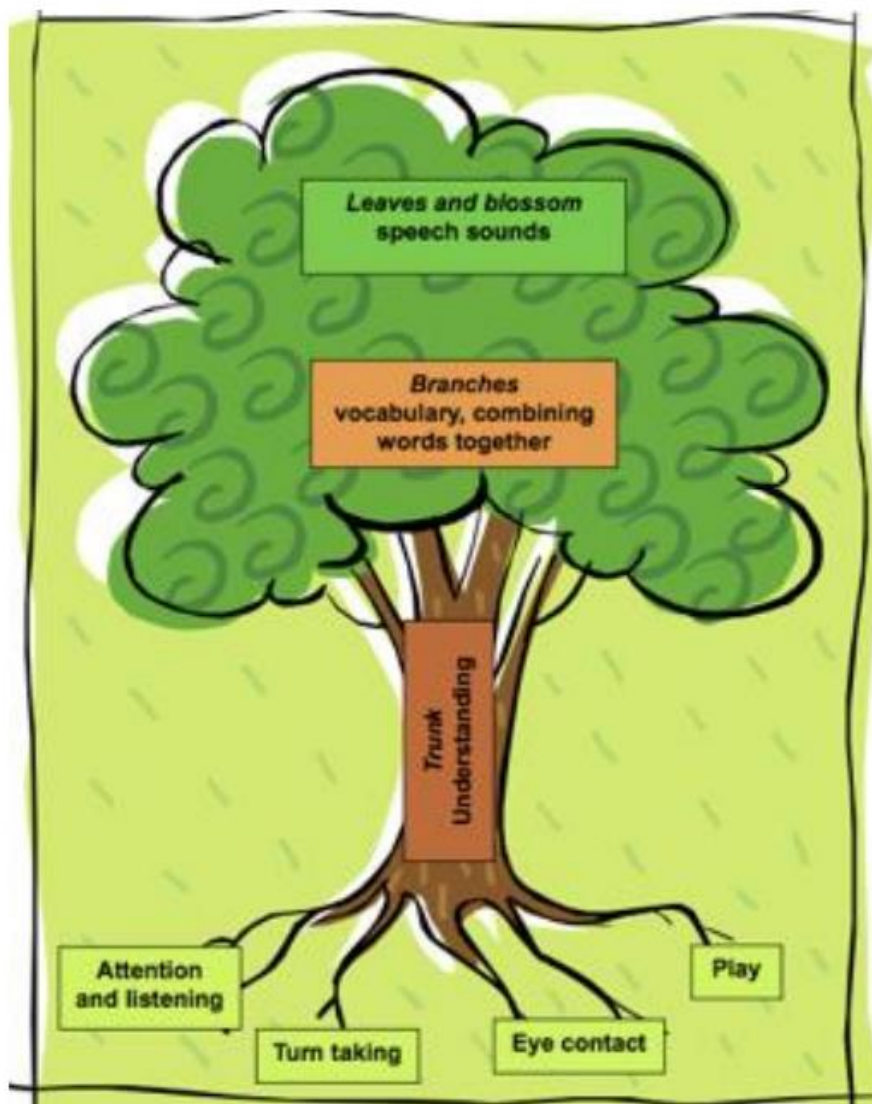 Leaves and blossom
speech sounds
Branches
vocabulary, combining
words together
Trunk
Understanding
Attention
and listening
Turn taking
Eye contact
Play